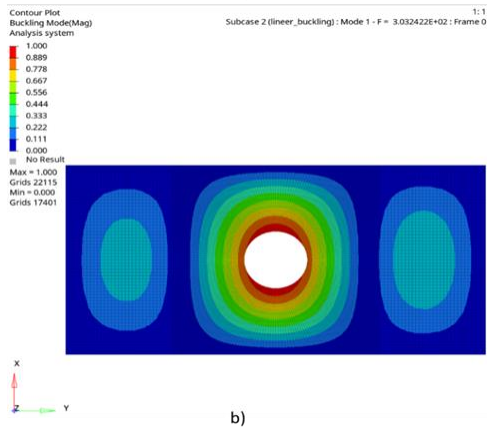 Contour Plot
Buckling Mode(Mag)
Analysis system
1.000
0.889
0.778
0.667
0.556
0.444
0.333
0.222
0.111
0.000
No Result
Max = 1.000
Grids 22115
Min = 0.000
Grids 17401
1: 1
Subcase 2 (lineer_buckling) : Mode 1 - F = 3.032422E+02 : Frame 0
X
Z
Y
b)